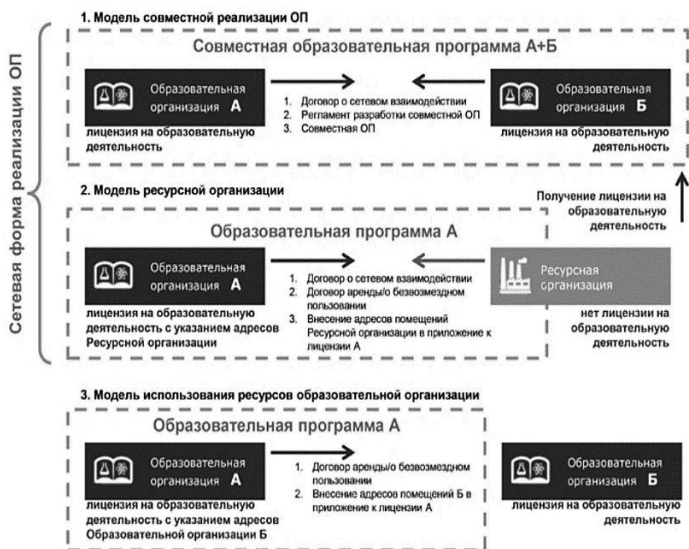 1. Модель совместной реализации ОП
Совместная образовательная программа А+Б
Образовательная
организация А
лицензия на образовательную
деятельность
1. Договор о сетевом взаимодействии
2. Регламент разработки совместной ОП
3. Совместная ОП
Образовательная
организация Б
лицензия на образовательную
деятельность
Сетевая форма реализации ОП
2. Модель ресурсной организации
Получение лицензии на
образовательную
деятельность
Образовательная программа А
Образовательная
организация А
лицензия на образовательную
деятельность с указанием адресов
Ресурсной организации
1. Договор о сетевом взаимодействии
2. Договор аренды/о безвозмездном
пользовании
3. Внесение адресов помещений
Ресурсной организации в приложение к
лицензии А
Ресурсная
организация
нет лицензии на
образовательную
деятельность
3. Модель использования ресурсов образовательной организации
Образовательная программа А
Образовательная
организация А
лицензия на образовательную
деятельность с указанием адресов
Образовательной организации Б
1. Договор аренды/о безвозмездном
пользовании
2. Внесение адресов помещений Б в
приложение к лицензии А
Образовательная
организация Б
лицензия на образовательную
деятельность